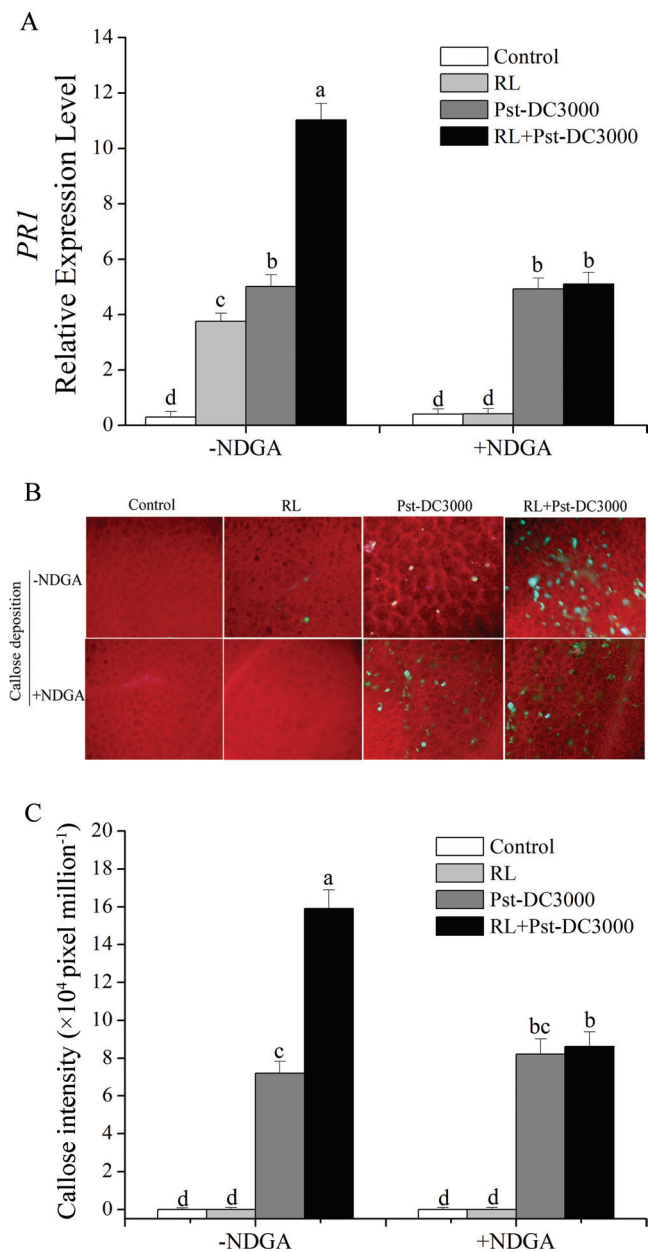 A
14
12
10
8
6
4
2
0
PR1
Relative Expression Level
Control
RL
Pst-DC3000
RL+Pst-DC3000
d
c
b
a
d
d
b
b
-NDGA
+NDGA
B
Control
RL
Pst-DC3000
RL+Pst-DC3000
Callose deposition
-NDGA
+NDGA
C
20
18
16
14
12
10
8
6
4
2
0
Callose intensity (×10⁴ pixel million⁻¹)
Control
RL
Pst-DC3000
RL+Pst-DC3000
d
d
c
a
d
d
bc
b
-NDGA
+NDGA